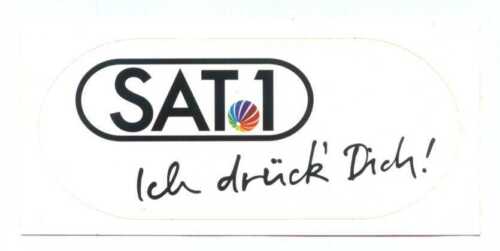 SAT.1
Ich drück' Dich!